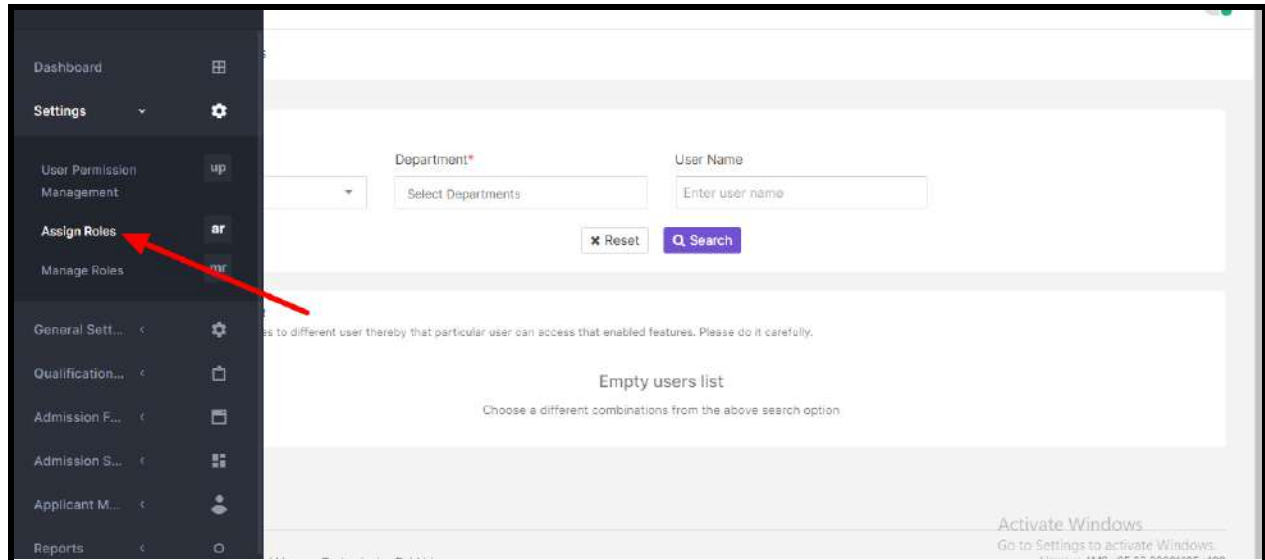 Dashboard
Settings
User Permission up
Management
Assign Roles ar
Manage Roles mr
General Sett...
Qualification...
Admission F...
Admission S...
Applicant M...
Reports
Department* User Name
Select Departments Enter user name
Reset Search
to different user thereby that particular user can access that enabled features. Please do it carefully.
Empty users list
Choose a different combinations from the above search option
Activate Windows
Go to Settings to activate Windows.